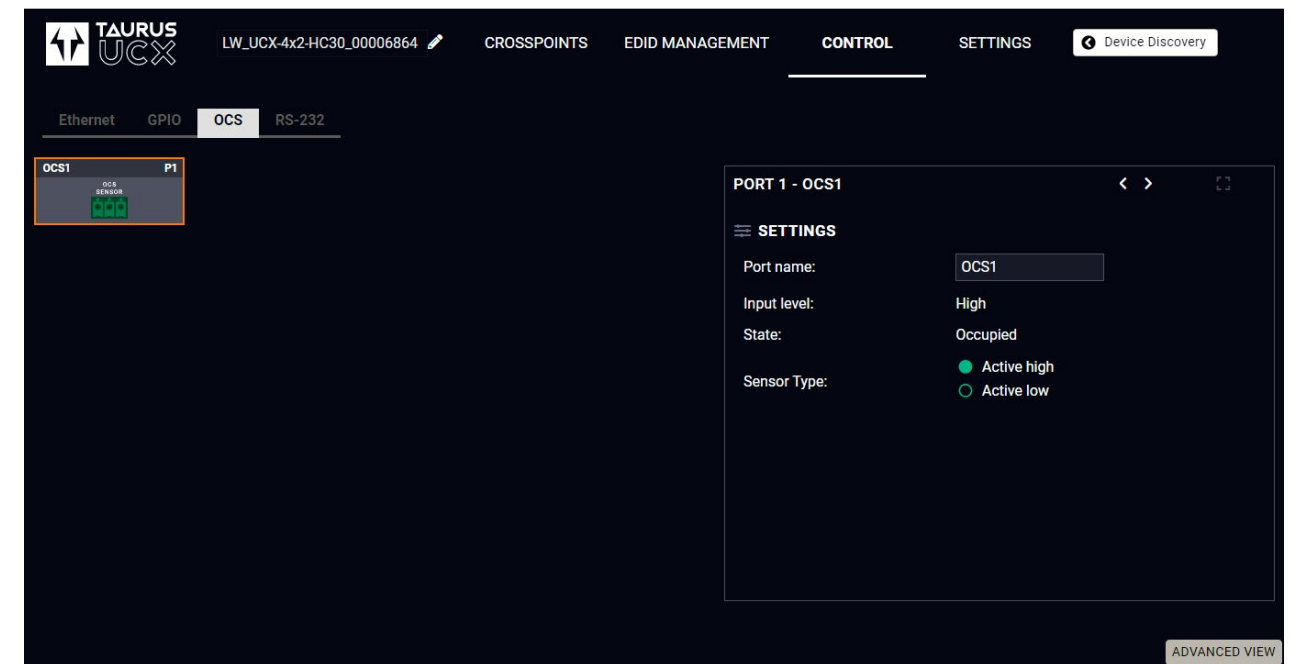 TAURUS
UCX
LW_UCX-4x2-HC30_00006864
CROSSPOINTS
EDID MANAGEMENT
CONTROL
SETTINGS
Device Discovery
Ethernet
GPIO
OCS
RS-232
OCS1 P1
OCS
SENSOR
PORT 1 - OCS1
SETTINGS
Port name: OCS1
Input level: High
State: Occupied
Sensor Type:
Active high
Active low
ADVANCED VIEW